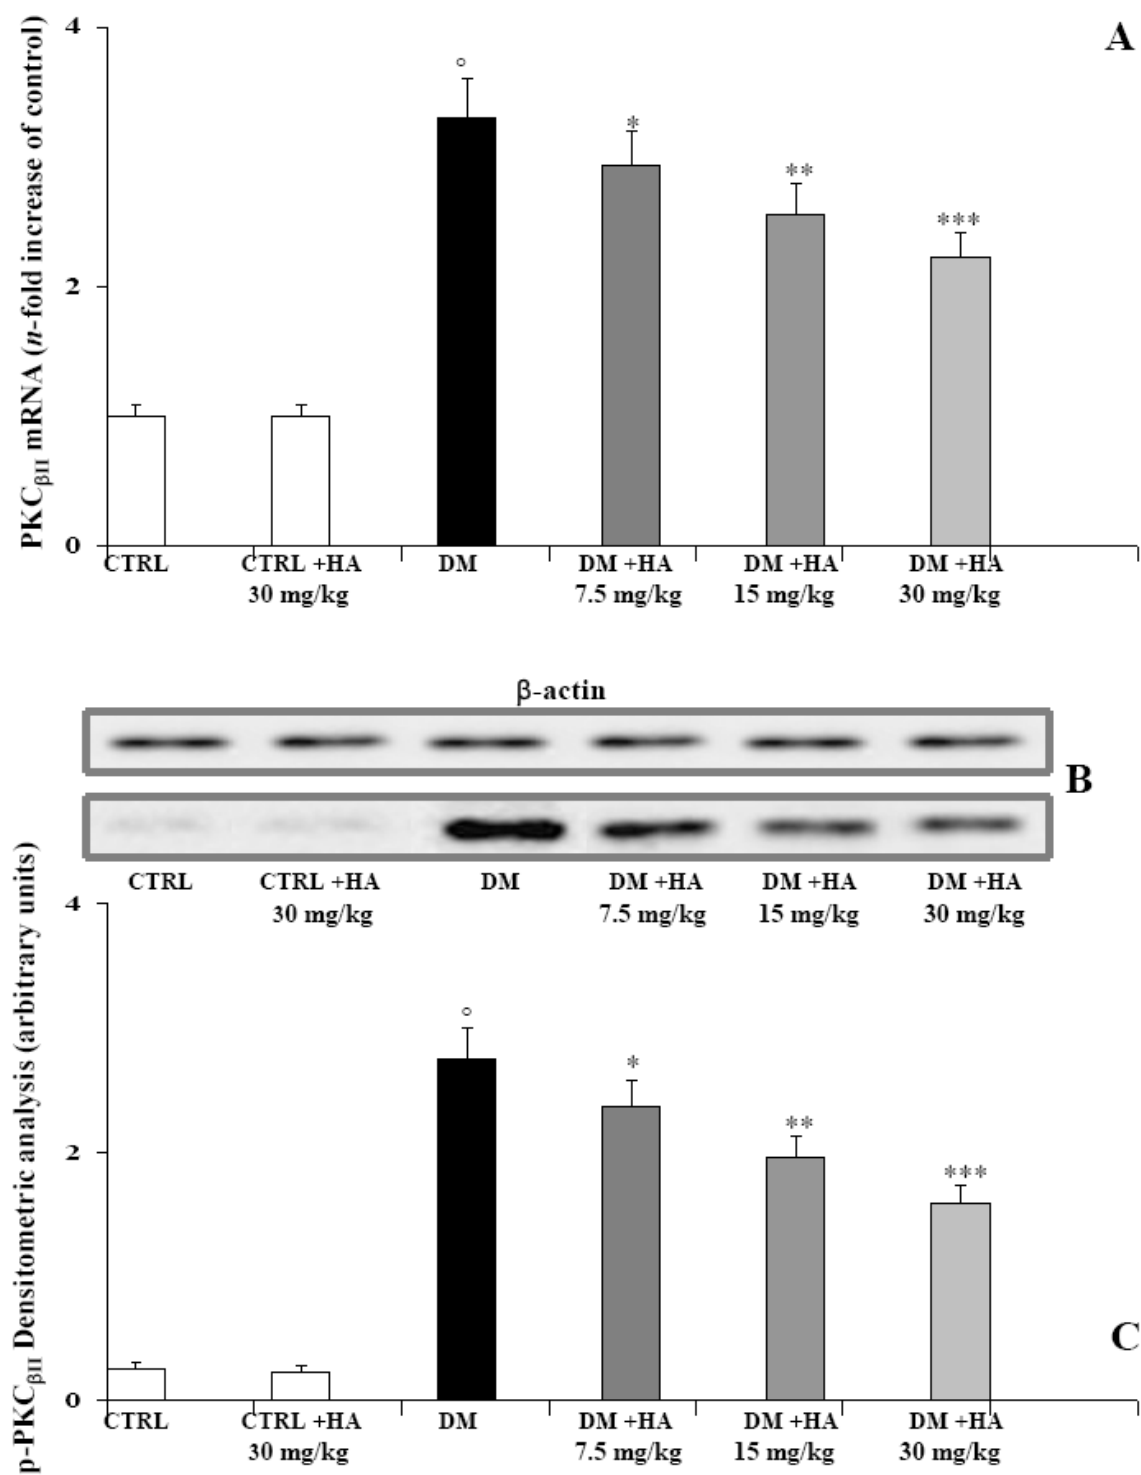 A
PKCβII mRNA (n-fold increase of control)
4
2
0
°
*
**
***
CTRL
CTRL +HA
30 mg/kg
DM
DM +HA
7.5 mg/kg
DM +HA
15 mg/kg
DM +HA
30 mg/kg
β-actin
B
CTRL
CTRL +HA
30 mg/kg
DM
DM +HA
7.5 mg/kg
DM +HA
15 mg/kg
DM +HA
30 mg/kg
p-PKCβII Densitometric analysis (arbitrary units)
4
2
0
°
*
**
***
C
CTRL
CTRL +HA
30 mg/kg
DM
DM +HA
7.5 mg/kg
DM +HA
15 mg/kg
DM +HA
30 mg/kg